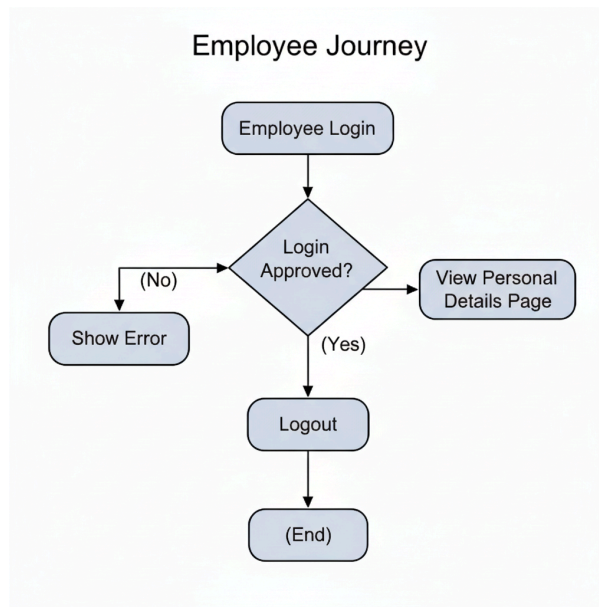 Employee Journey
Employee Login
Login
Approved?
(No)
View Personal
Details Page
Show Error
(Yes)
Logout
(End)